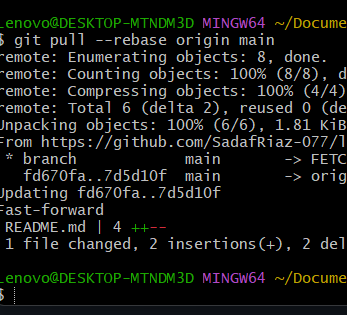 Lenovo@DESKTOP-MTNDM3D MINGW64 ~/Docume
$ git pull --rebase origin main
remote: Enumerating objects: 8, done.
remote: Counting objects: 100% (8/8), d
remote: Compressing objects: 100% (4/4)
remote: Total 6 (delta 2), reused 0 (de
Unpacking objects: 100% (6/6), 1.81 KiB
From https://github.com/SadafRiaz-077/l
* branch main -> FETC
fd670fa..7d5d10f main -> orig
Updating fd670fa..7d5d10f
Fast-forward
README.md | 4 ++--
1 file changed, 2 insertions(+), 2 del
Lenovo@DESKTOP-MTNDM3D MINGW64 ~/Docume
$